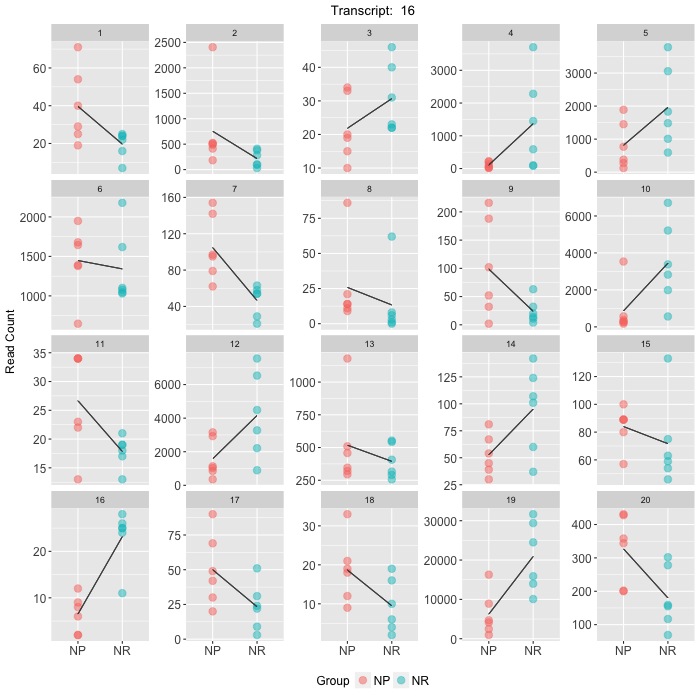 Transcript: 16
1 2 3 4 5
60 40 20
2500 2000 1500 1000 500 0
40 30 20 10
3000 2000 1000 0
3000 2000 1000 0
6 7 8 9 10
2000 1500 1000
160 120 80 40
75 50 25 0
200 150 100 50 0
6000 4000 2000 0
Read Count
11 12 13 14 15
35 30 25 20 15
6000 4000 2000 0
1000 750 500 250
125 100 75 50 25
120 100 80 60
16 17 18 19 20
20 10
75 50 25 0
30 20 10
30000 20000 10000 0
400 300 200 100
NP NR NP NR NP NR NP NR NP NR
Group NP NR